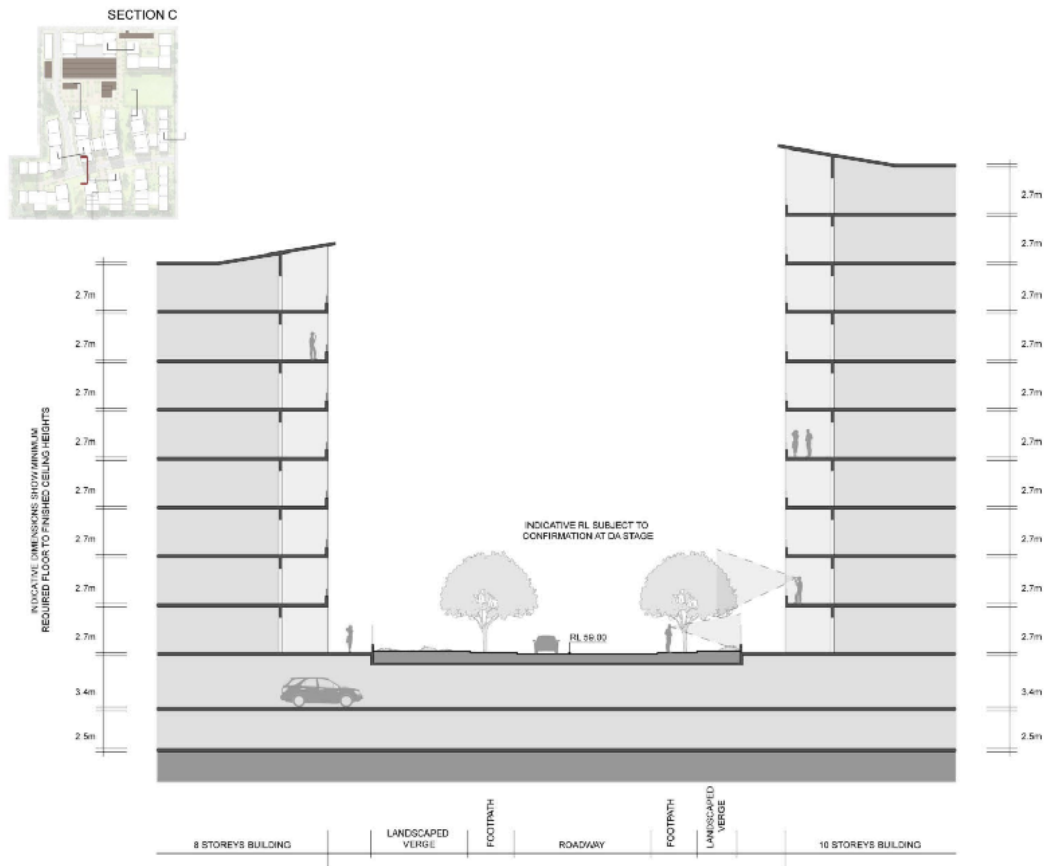 SECTION C
2.7m
2.7m
2.7m
2.7m
2.7m
2.7m
2.7m
2.7m
3.4m
2.5m
INDICATIVE DIMENSIONS SHOW MINIMUM
REQUIRED FLOOR TO FINISHED CEILING HEIGHTS
INDICATIVE RL SUBJECT TO
CONFIRMATION AT DA STAGE
RL 59.00
2.7m
2.7m
2.7m
2.7m
2.7m
2.7m
2.7m
2.7m
2.7m
2.7m
3.4m
2.5m
8 STOREYS BUILDING
LANDSCAPED
VERGE
FOOTPATH
ROADWAY
FOOTPATH
LANDSCAPED
VERGE
10 STOREYS BUILDING